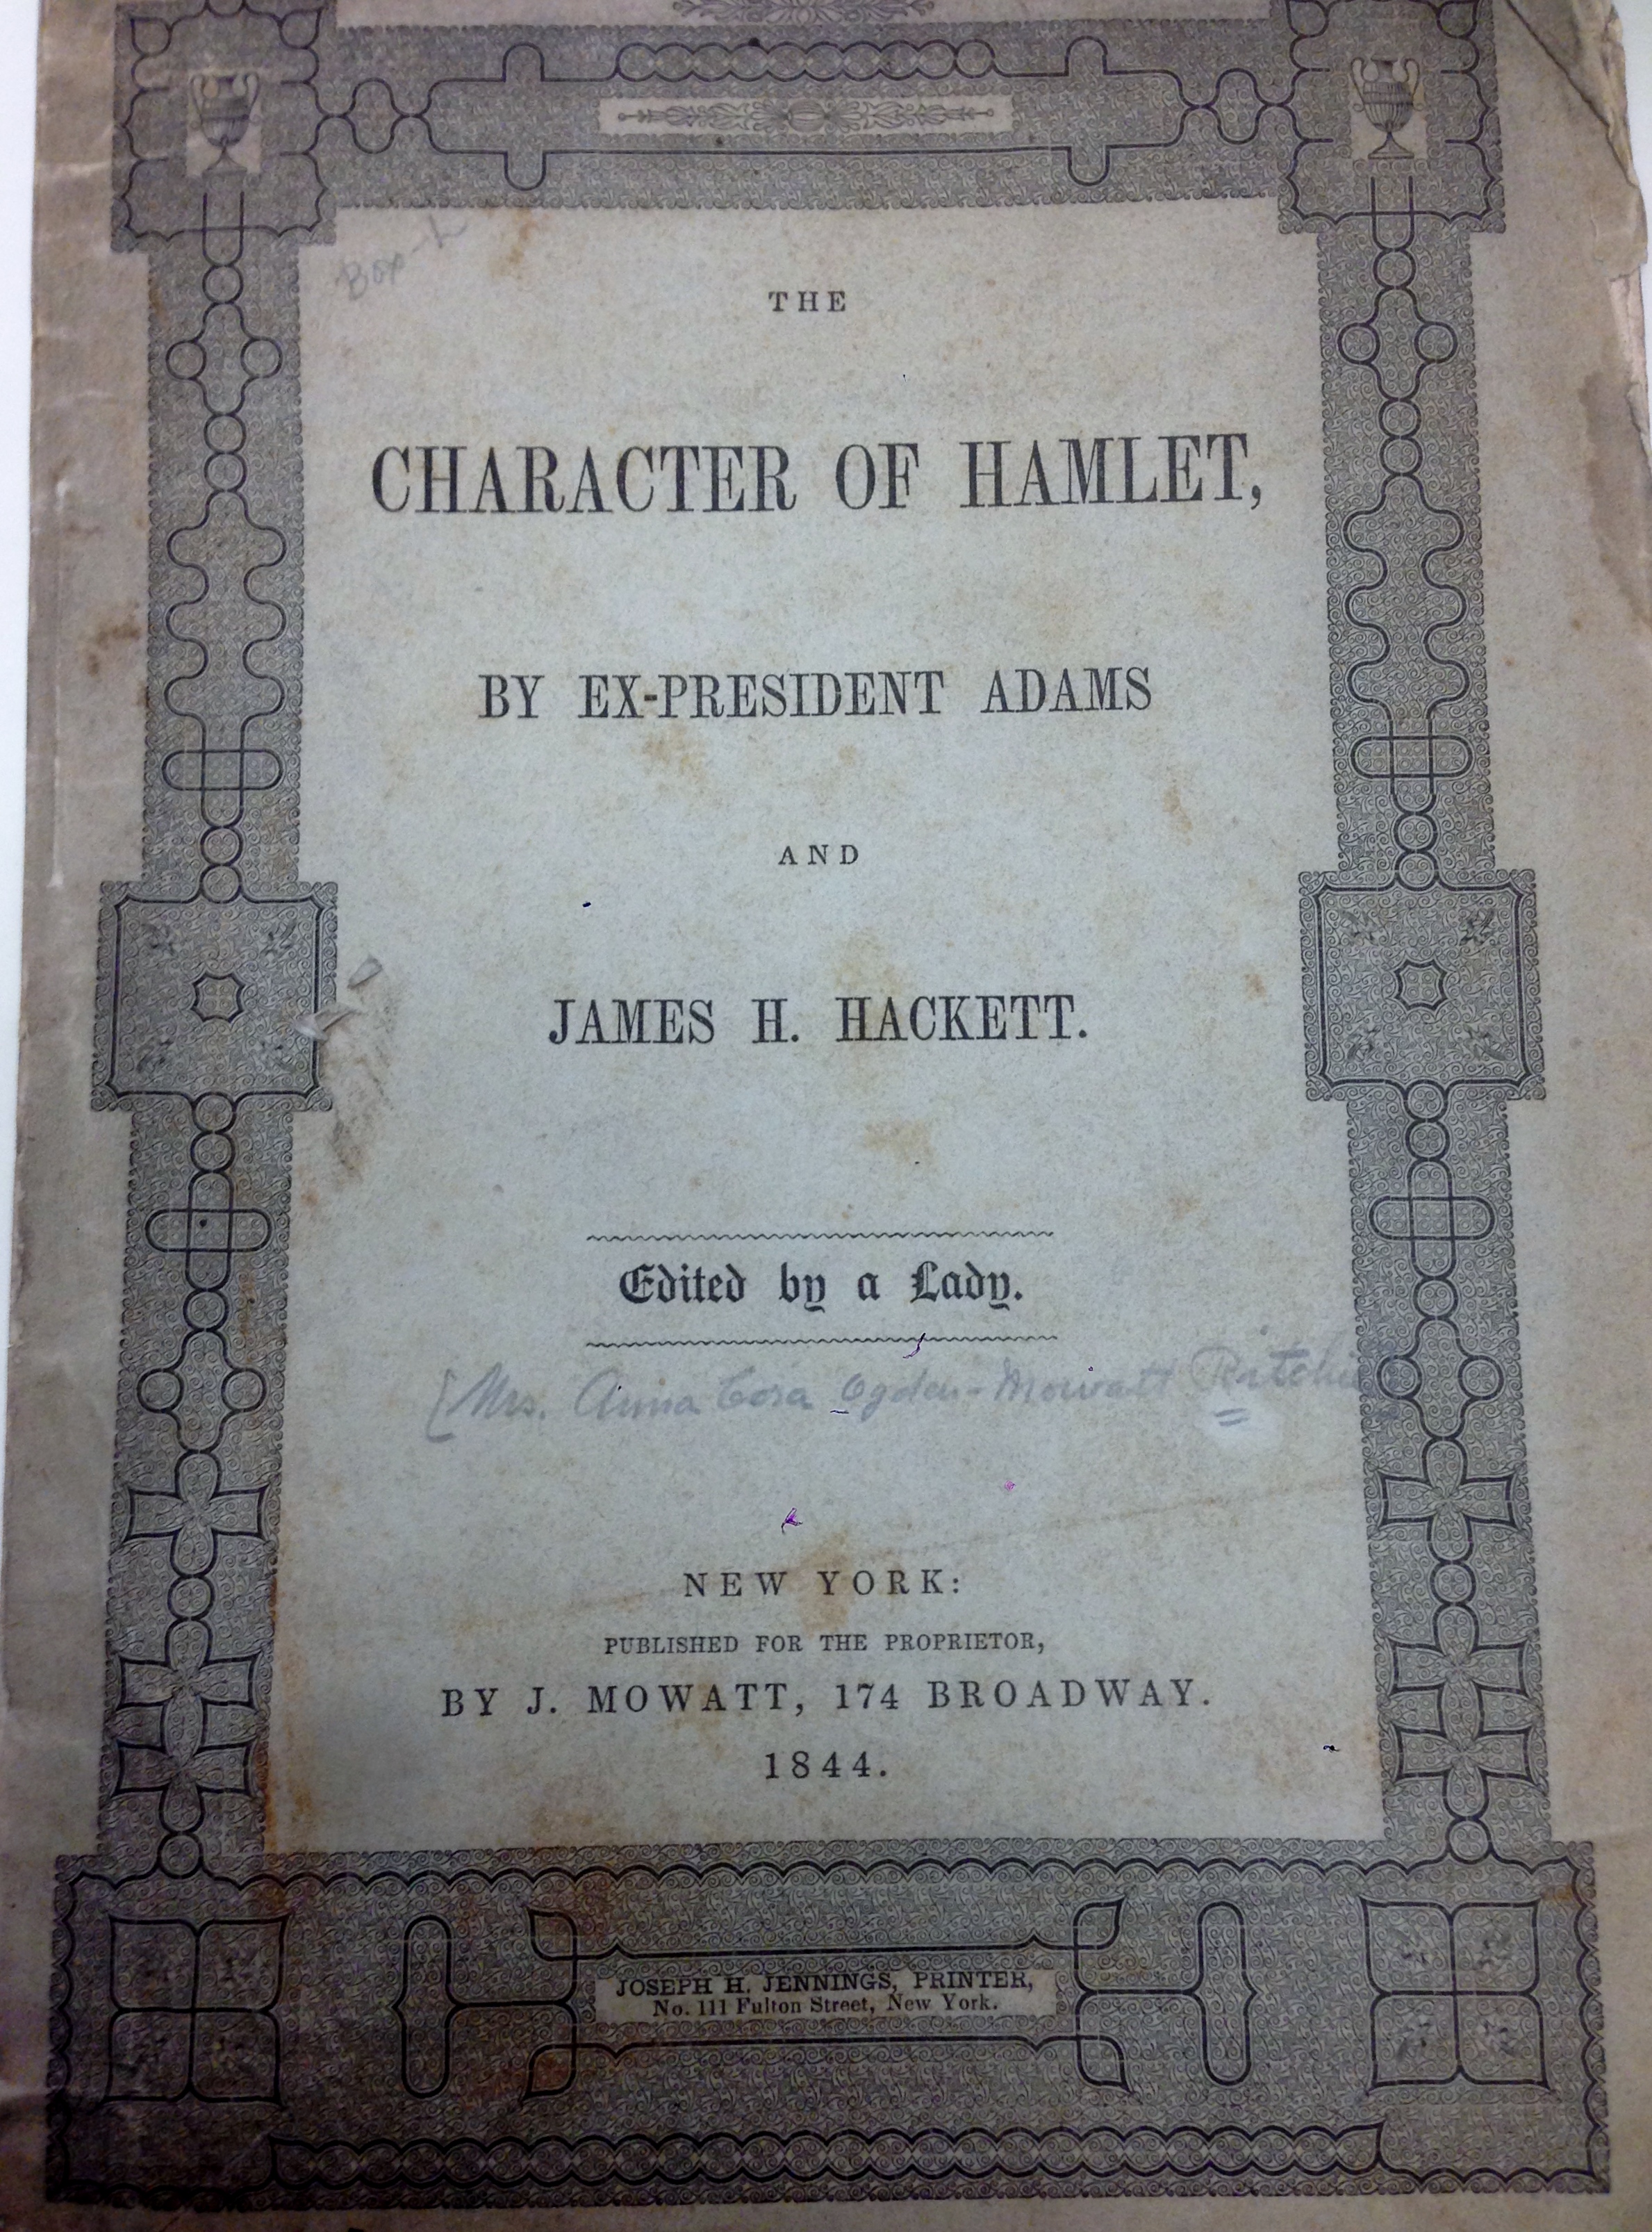 Box-L
THE
CHARACTER OF HAMLET,
BY EX-PRESIDENT ADAMS
AND
JAMES H. HACKETT.
Edited by a Lady.
[Mrs. Anna Cora Ogden-Mowatt Ritchie]
NEW YORK:
PUBLISHED FOR THE PROPRIETOR,
BY J. MOWATT, 174 BROADWAY.
1844.
JOSEPH H. JENNINGS, PRINTER,
No. 111 Fulton Street, New York.